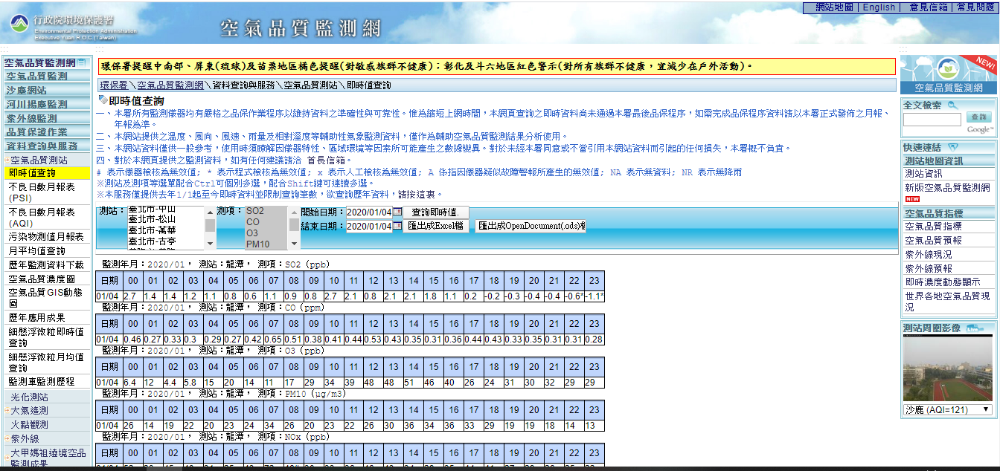 網站地圖 | English | 意見信箱 | 常見問題
行政院環境保護署
Environmental Protection Administration
Executive Yuan R.O.C.(Taiwan)
空氣品質監測網
空氣品質監測網
空氣品質監測
沙塵網站
河川揚塵監測
紫外線監測
品質保證作業
資料查詢與服務
空氣品質測站
即時值查詢
不良日數月報表
(PSI)
不良日數月報表
(AQI)
污染物測值月報表
月平均值查詢
歷年監測資料下載
空氣品質濃度圖
空氣品質GIS動態
圖
歷年應用成果
細懸浮微粒即時值
查詢
細懸浮微粒月均值
查詢
監測車監測歷程
光化測站
大氣遙測
火點觀測
紫外線
大甲媽祖遶境空品
監測成果
環保署提醒中南部、屏東(琉球)及苗栗地區橘色提醒(對敏感族群不健康)；彰化及斗六地區紅色警示(對所有族群不健康，宜減少在戶外活動)。
環保署\空氣品質監測網\資料查詢與服務\空氣品質測站\即時值查詢
即時值查詢
一、本署所有監測儀器均有嚴格之品保作業程序以維持資料之準確性與可靠性。惟為縮短上網時間，本網頁查詢之即時資料尚未通過本署最後品保程序，如需完成品保程序資料請以本署正式發佈之月報、
年報為準。
二、本網站提供之溫度、風向、風速、雨量及相對溼度等輔助性氣象監測資料，僅作為輔助空氣品質監測結果分析使用。
三、本網站資料僅供一般參考，使用時須瞭解因儀器特性、區域環境等因素所可能產生之數據變異。對於未經本署同意或不當引用本網站資料而引起的任何損失，本署概不負責。
四、對於本網頁提供之監測資料，如有任何建議請洽 首長信箱。
# 表示儀器檢核為無效值; * 表示程式檢核為無效值; x 表示人工檢核為無效值; A 係指因儀器疑似故障警報所產生的無效值; NA 表示無資料; NR 表示無降雨
※測站及測項等選單配合Ctrl可個別多選，配合Shift鍵可連續多選。
※本服務僅提供去年1/1起至今即時資料並限制查詢筆數，欲查詢歷年資料，請按這裏。
測站： 臺北市-中山 測項： SO2 開始日期： 2020/01/04 查詢即時值.
臺北市-松山 CO
臺北市-萬華 O3 結束日期： 2020/01/04 匯出成Excel檔 匯出成OpenDocument(.ods)檔
臺北市-古亭 PM10
監測年月：2020/01， 測站：龍潭， 測項：SO2 (ppb)
日期 00 01 02 03 04 05 06 07 08 09 10 11 12 13 14 15 16 17 18 19 20 21 22 23
01/04 2.7 1.4 1.4 1.2 1.1 0.8 0.6 1.1 0.9 0.8 2.7 2.1 0.8 2.1 2.1 1.8 1.1 0.2 -0.2 -0.3 -0.4 -0.4 -0.6* -1.1*
監測年月：2020/01， 測站：龍潭， 測項：CO (ppm)
日期 00 01 02 03 04 05 06 07 08 09 10 11 12 13 14 15 16 17 18 19 20 21 22 23
01/04 0.46 0.27 0.33 0.3 0.29 0.27 0.42 0.65 0.51 0.38 0.41 0.44 0.53 0.43 0.35 0.31 0.36 0.44 0.43 0.33 0.35 0.31 0.31 0.28
監測年月：2020/01， 測站：龍潭， 測項：O3 (ppb)
日期 00 01 02 03 04 05 06 07 08 09 10 11 12 13 14 15 16 17 18 19 20 21 22 23
01/04 6.4 12 4.4 5.8 15 20 14 11 17 29 34 39 48 48 51 46 40 26 24 31 30 32 29 29
監測年月：2020/01， 測站：龍潭， 測項：PM10 (μg/m3)
日期 00 01 02 03 04 05 06 07 08 09 10 11 12 13 14 15 16 17 18 19 20 21 22 23
01/04 26 14 19 22 20 23 24 34 26 20 23 22 26 30 36 34 36 33 29 19 19 18 14 13
監測年月：2020/01， 測站：龍潭， 測項：NOx (ppb)
日期 00 01 02 03 04 05 06 07 08 09 10 11 12 13 14 15 16 17 18 19 20 21 22 23
NEW!
空氣品質監測網
全文檢索
查詢
Google™
快速連結
測站地圖資訊
測站資訊
新版空氣品質監測網
NEW
空氣品質指標
空氣品質指標
空氣品質預報
紫外線現況
紫外線預報
即時濃度動態顯示
世界各地空氣品質現
況
測站周圍影像
沙鹿 (AQI=121)